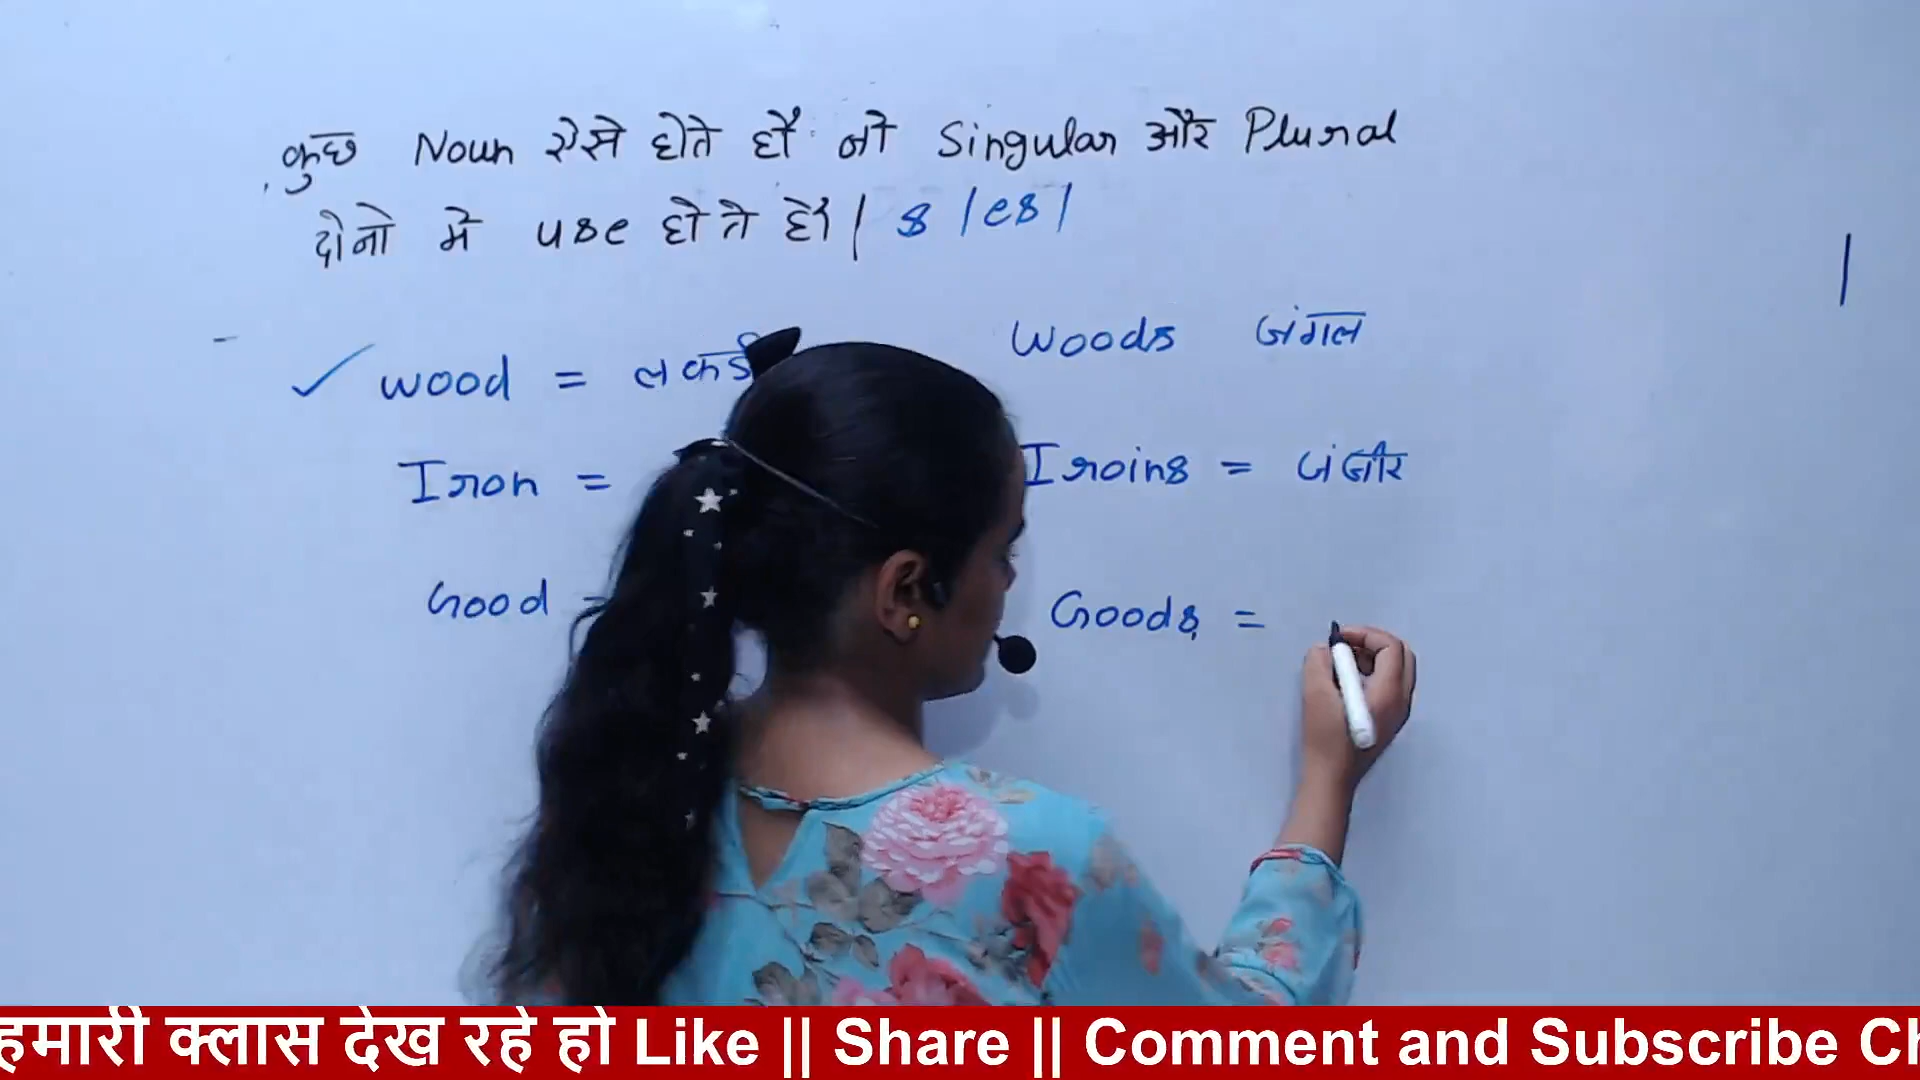 कुछ Noun ऐसे होते हैं जो Singular और Plural
दोनो मे use होते है। s / es /
✓ wood = लकड़ी
Woods जंगल
Iron =
Iroins = जंजीर
Good =
Goods =
हमारी क्लास देख रहे हो Like || Share || Comment and Subscribe Ch